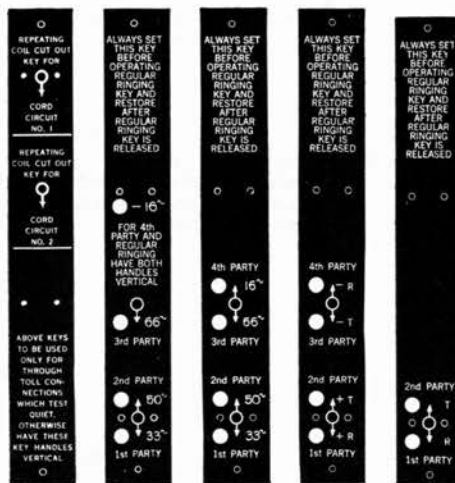 REPEATING
COIL CUT OUT
KEY FOR
CORD
CIRCUIT
NO. 1
REPEATING
COIL CUT OUT
KEY FOR
CORD
CIRCUIT
NO. 2
ABOVE KEYS
TO BE USED
ONLY FOR
THROUGH
TOLL CON-
NECTIONS
WHICH TEST
QUIET.
OTHERWISE
HAVE THESE
KEY HANDLES
VERTICAL
ALWAYS SET
THIS KEY
BEFORE
OPERATING
REGULAR
RINGING
KEY AND
RESTORE
AFTER
REGULAR
RINGING
KEY IS
RELEASED
– 16~
FOR 4th
PARTY AND
REGULAR
RINGING
HAVE BOTH
HANDLES
VERTICAL
66~
3rd PARTY
2nd PARTY
50~
33~
1st PARTY
ALWAYS SET
THIS KEY
BEFORE
OPERATING
REGULAR
RINGING
KEY AND
RESTORE
AFTER
REGULAR
RINGING
KEY IS
RELEASED
4th PARTY
16~
66~
3rd PARTY
2nd PARTY
50~
33~
1st PARTY
ALWAYS SET
THIS KEY
BEFORE
OPERATING
REGULAR
RINGING
KEY AND
RESTORE
AFTER
REGULAR
RINGING
KEY IS
RELEASED
4th PARTY
– R
– T
3rd PARTY
2nd PARTY
+ T
+ R
1st PARTY
ALWAYS SET
THIS KEY
BEFORE
OPERATING
REGULAR
RINGING
KEY AND
RESTORE
AFTER
REGULAR
RINGING
KEY IS
RELEASED
2nd PARTY
T
R
1st PARTY